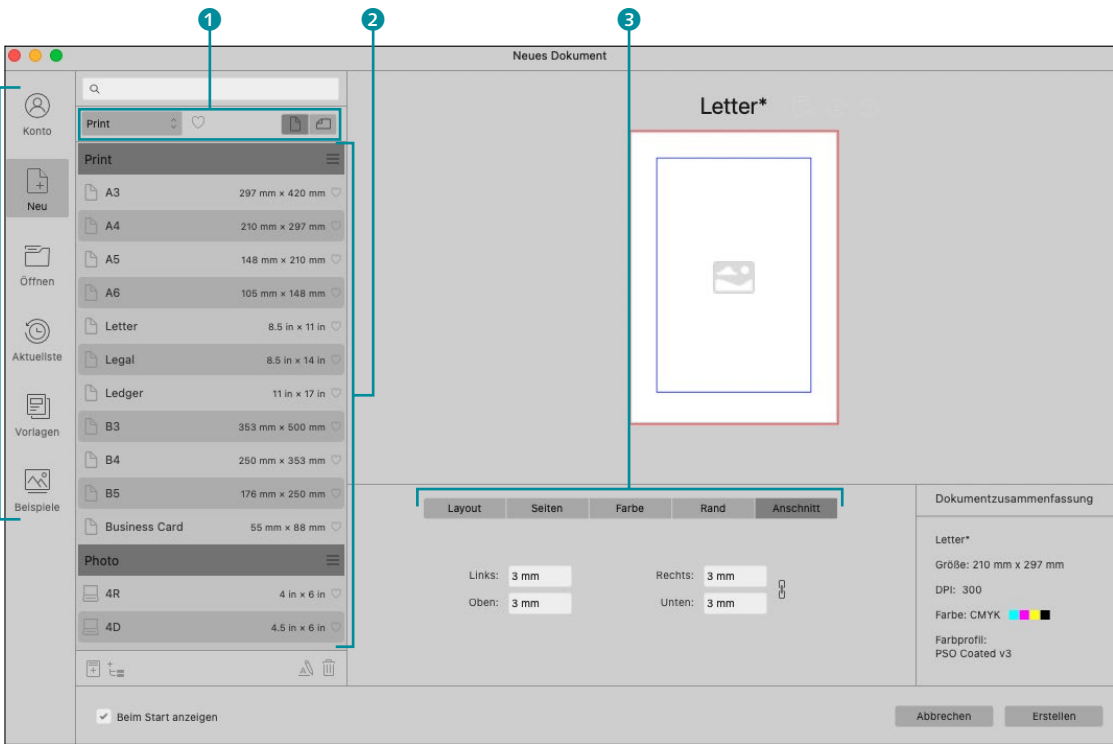 1 2 3
Neues Dokument
Konto
Neu
Öffnen
Aktuellste
Vorlagen
Beispiele
Print
Print
A3 297 mm × 420 mm
A4 210 mm × 297 mm
A5 148 mm × 210 mm
A6 105 mm × 148 mm
Letter 8.5 in × 11 in
Legal 8.5 in × 14 in
Ledger 11 in × 17 in
B3 353 mm × 500 mm
B4 250 mm × 353 mm
B5 176 mm × 250 mm
Business Card 55 mm × 88 mm
Photo
4R 4 in × 6 in
4D 4.5 in × 6 in
Letter*
Layout Seiten Farbe Rand Anschnitt
Links: 3 mm Rechts: 3 mm
Oben: 3 mm Unten: 3 mm
Dokumentzusammenfassung
Letter*
Größe: 210 mm x 297 mm
DPI: 300
Farbe: CMYK
Farbprofil:
PSO Coated v3
Beim Start anzeigen
Abbrechen Erstellen